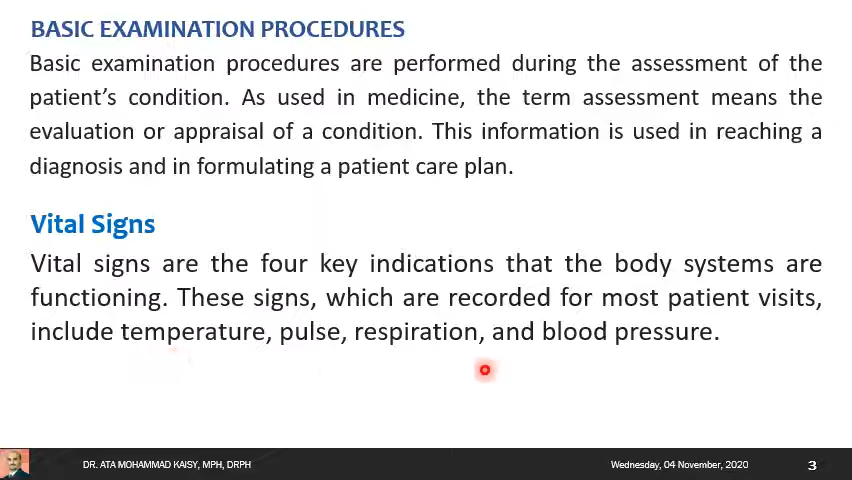 BASIC EXAMINATION PROCEDURES
Basic examination procedures are performed during the assessment of the
patient’s condition. As used in medicine, the term assessment means the
evaluation or appraisal of a condition. This information is used in reaching a
diagnosis and in formulating a patient care plan.
Vital Signs
Vital signs are the four key indications that the body systems are
functioning. These signs, which are recorded for most patient visits,
include temperature, pulse, respiration, and blood pressure.
DR. ATA MOHAMMAD KAISY, MPH, DRPH
Wednesday, 04 November, 2020
3